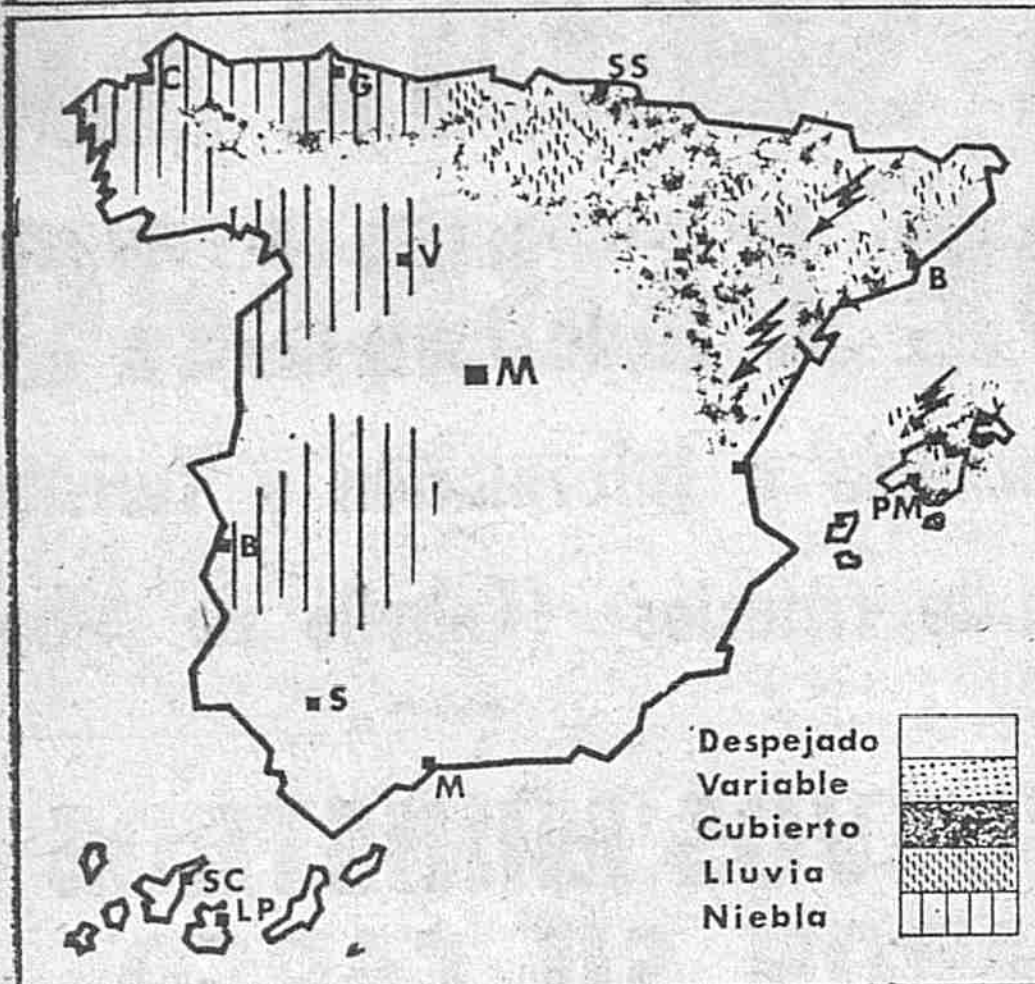 SS
C
G
V
Z
B
M
PM
B
S
M
Despejado
Variable
Cubierto
Lluvia
Niebla
SC
LP